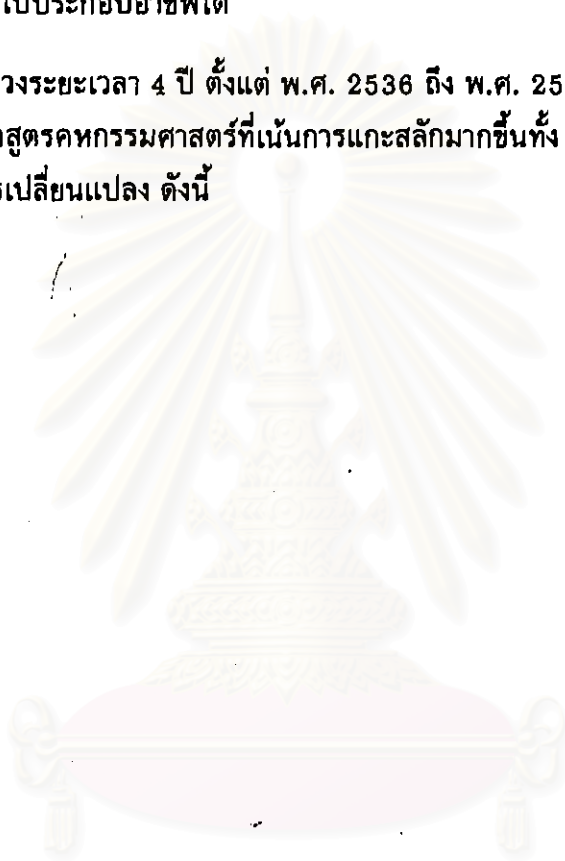 ไปประกอบอาชีพได้
วงระยะเวลา 4 ปี ตั้งแต่ พ.ศ. 2536 ถึง พ.ศ. 25
สูตรคหกรรมศาสตร์ที่เน้นการแกะสลักมากขึ้นทั้ง
รเปลี่ยนแปลง ดังนี้